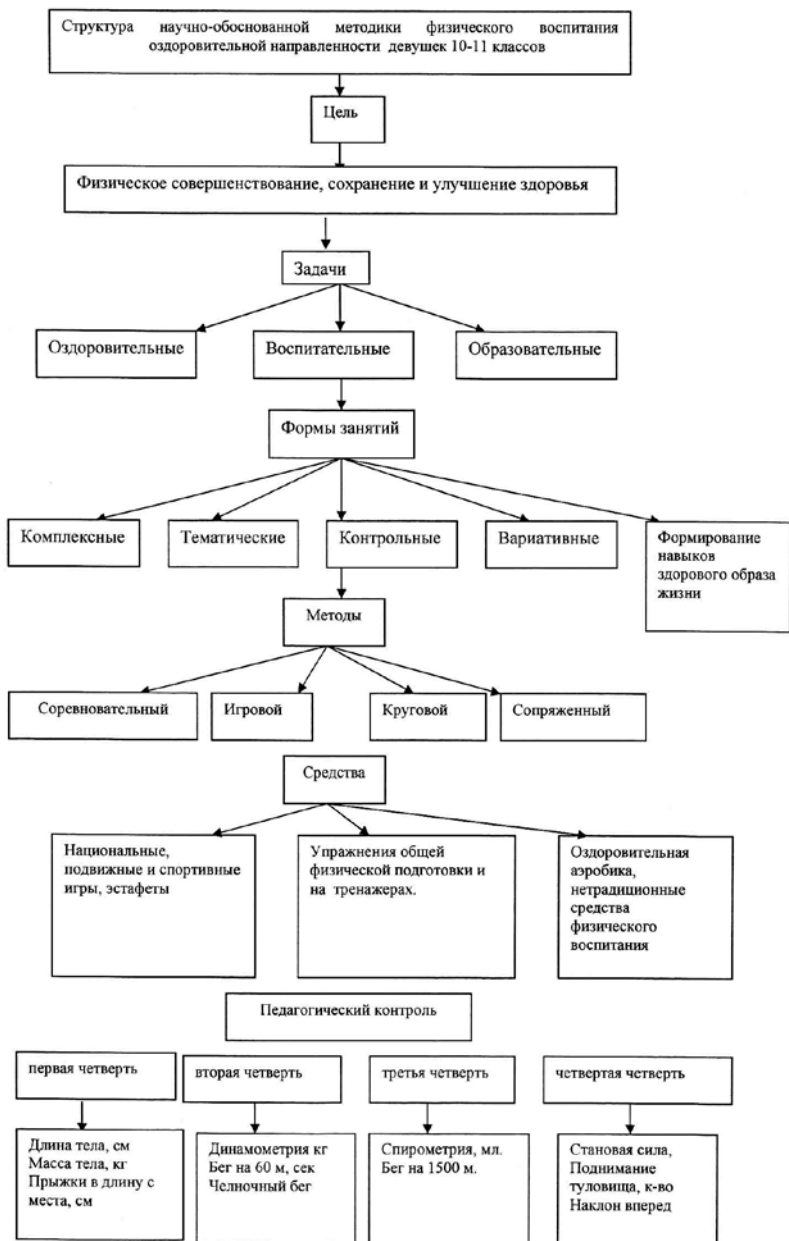 Структура научно-обоснованной методики физического воспитания
оздоровительной направленности девушек 10-11 классов
Цель
Физическое совершенствование, сохранение и улучшение здоровья
Задачи
Оздоровительные
Воспитательные
Образовательные
Формы занятий
Комплексные
Тематические
Контрольные
Вариативные
Формирование
навыков
здорового образа
жизни
Методы
Соревновательный
Игровой
Круговой
Сопряженный
Средства
Национальные,
подвижные и спортивные
игры, эстафеты
Упражнения общей
физической подготовки и
на тренажерах.
Оздоровительная
аэробика,
нетрадиционные
средства
физического
воспитания
Педагогический контроль
первая четверть
вторая четверть
третья четверть
четвертая четверть
Длина тела, см
Масса тела, кг
Прыжки в длину с
места, см
Динамометрия кг
Бег на 60 м, сек
Челночный бег
Спирометрия, мл.
Бег на 1500 м.
Становая сила,
Поднимание
туловища, к-во
Наклон вперед